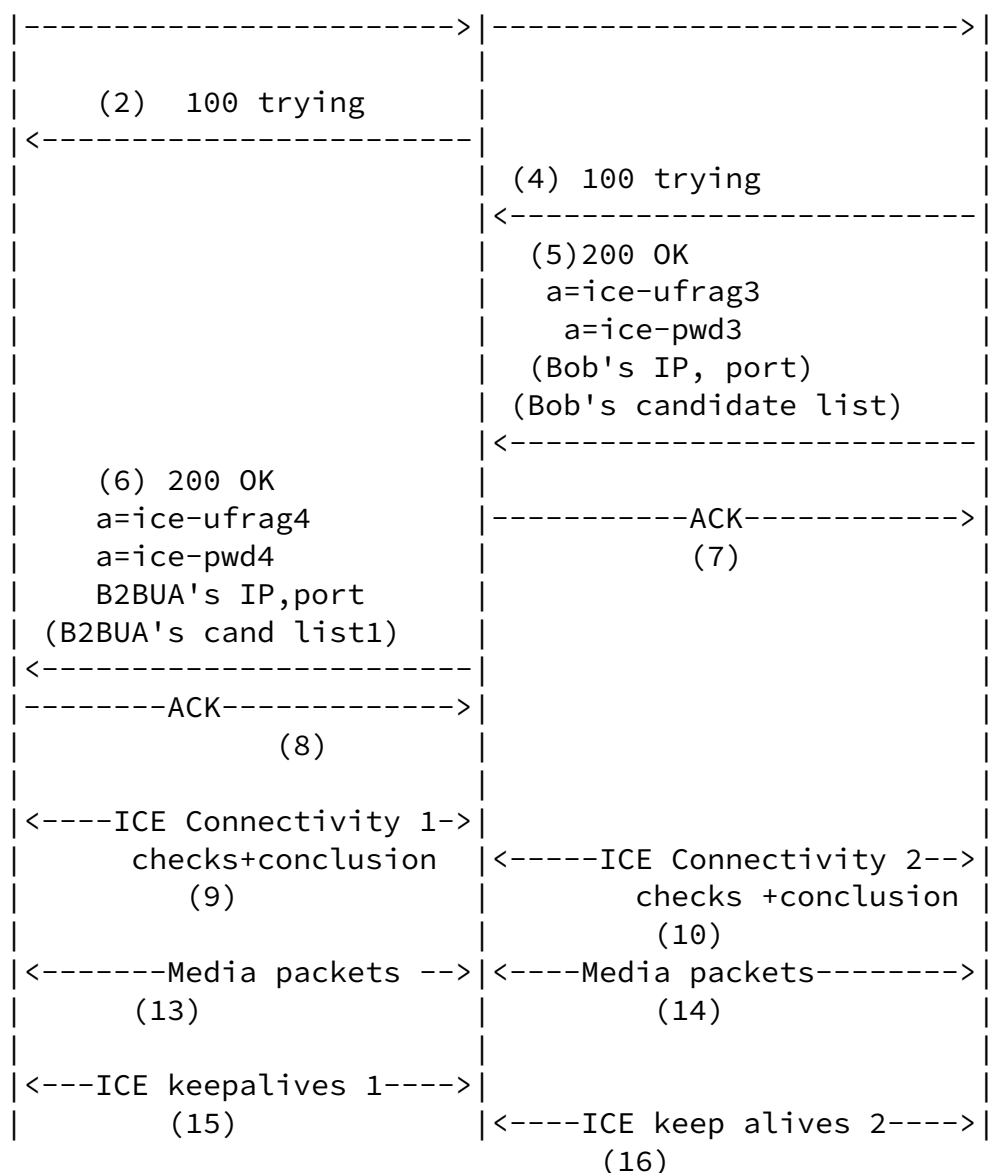 |------------------------>|-------------------------->|
|                         |                           |
|    (2)  100 trying      |                           |
|<------------------------|                           |
|                         | (4) 100 trying            |
|                         |<--------------------------|
|                         |  (5)200 OK                |
|                         |   a=ice-ufrag3            |
|                         |    a=ice-pwd3             |
|                         |  (Bob's IP, port)         |
|                         | (Bob's candidate list)    |
|                         |<--------------------------|
|    (6) 200 OK           |                           |
|    a=ice-ufrag4         |-----------ACK------------>|
|    a=ice-pwd4           |           (7)             |
|    B2BUA's IP,port      |                           |
| (B2BUA's cand list1)    |                           |
|<------------------------|                           |
|--------ACK------------->|                           |
|              (8)        |                           |
|                         |                           |
|<----ICE Connectivity 1->|                           |
|      checks+conclusion  |<-----ICE Connectivity 2-->|
|         (9)             |        checks +conclusion |
|                         |         (10)              |
|<-------Media packets -->|<----Media packets-------->|
|      (13)               |         (14)              |
|                         |                           |
|<---ICE keepalives 1---->|                           |
|        (15)             |<----ICE keep alives 2---->|
                                 (16)